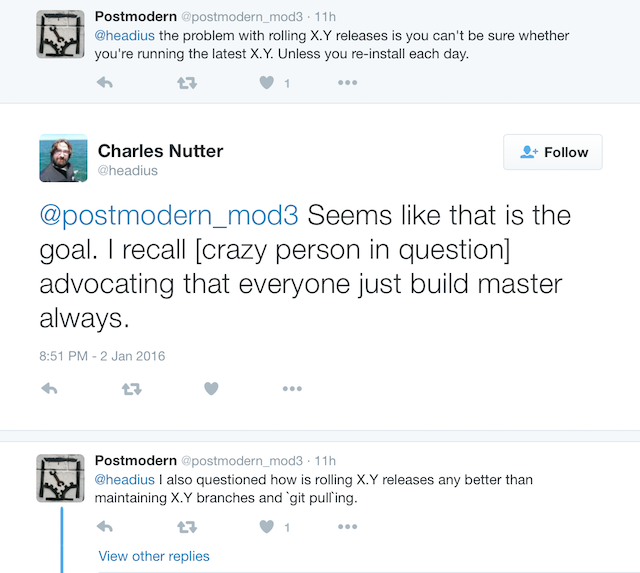 Postmodern @postmodern_mod3 · 11h
@headius the problem with rolling X.Y releases is you can't be sure whether
you're running the latest X.Y. Unless you re-install each day.
1
Charles Nutter
@headius
Follow
@postmodern_mod3 Seems like that is the
goal. I recall [crazy person in question]
advocating that everyone just build master
always.
8:51 PM - 2 Jan 2016
Postmodern @postmodern_mod3 · 11h
@headius I also questioned how is rolling X.Y releases any better than
maintaining X.Y branches and `git pull`ing.
1
View other replies